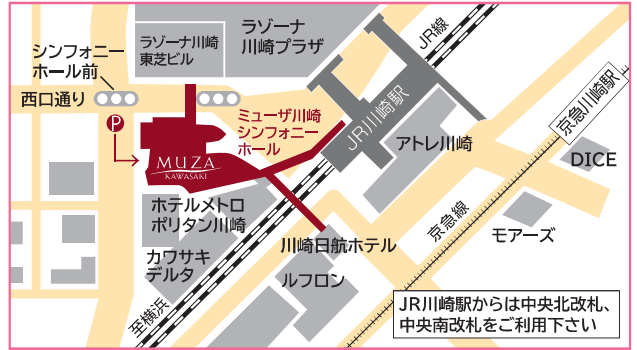 シンフォニー
ホール前
西口通り
ラゾーナ川崎
東芝ビル
ラゾーナ
川崎プラザ
JR線
P
ミューザ川崎
シンフォニー
ホール
MUZA
KAWASAKI
JR川崎駅
アトレ川崎
京急川崎駅
DICE
京急線
モアーズ
ホテルメトロ
ポリタン川崎
カワサキ
デルタ
川崎日航ホテル
ルフロン
至横浜
JR川崎駅からは中央北改札、
中央南改札をご利用下さい